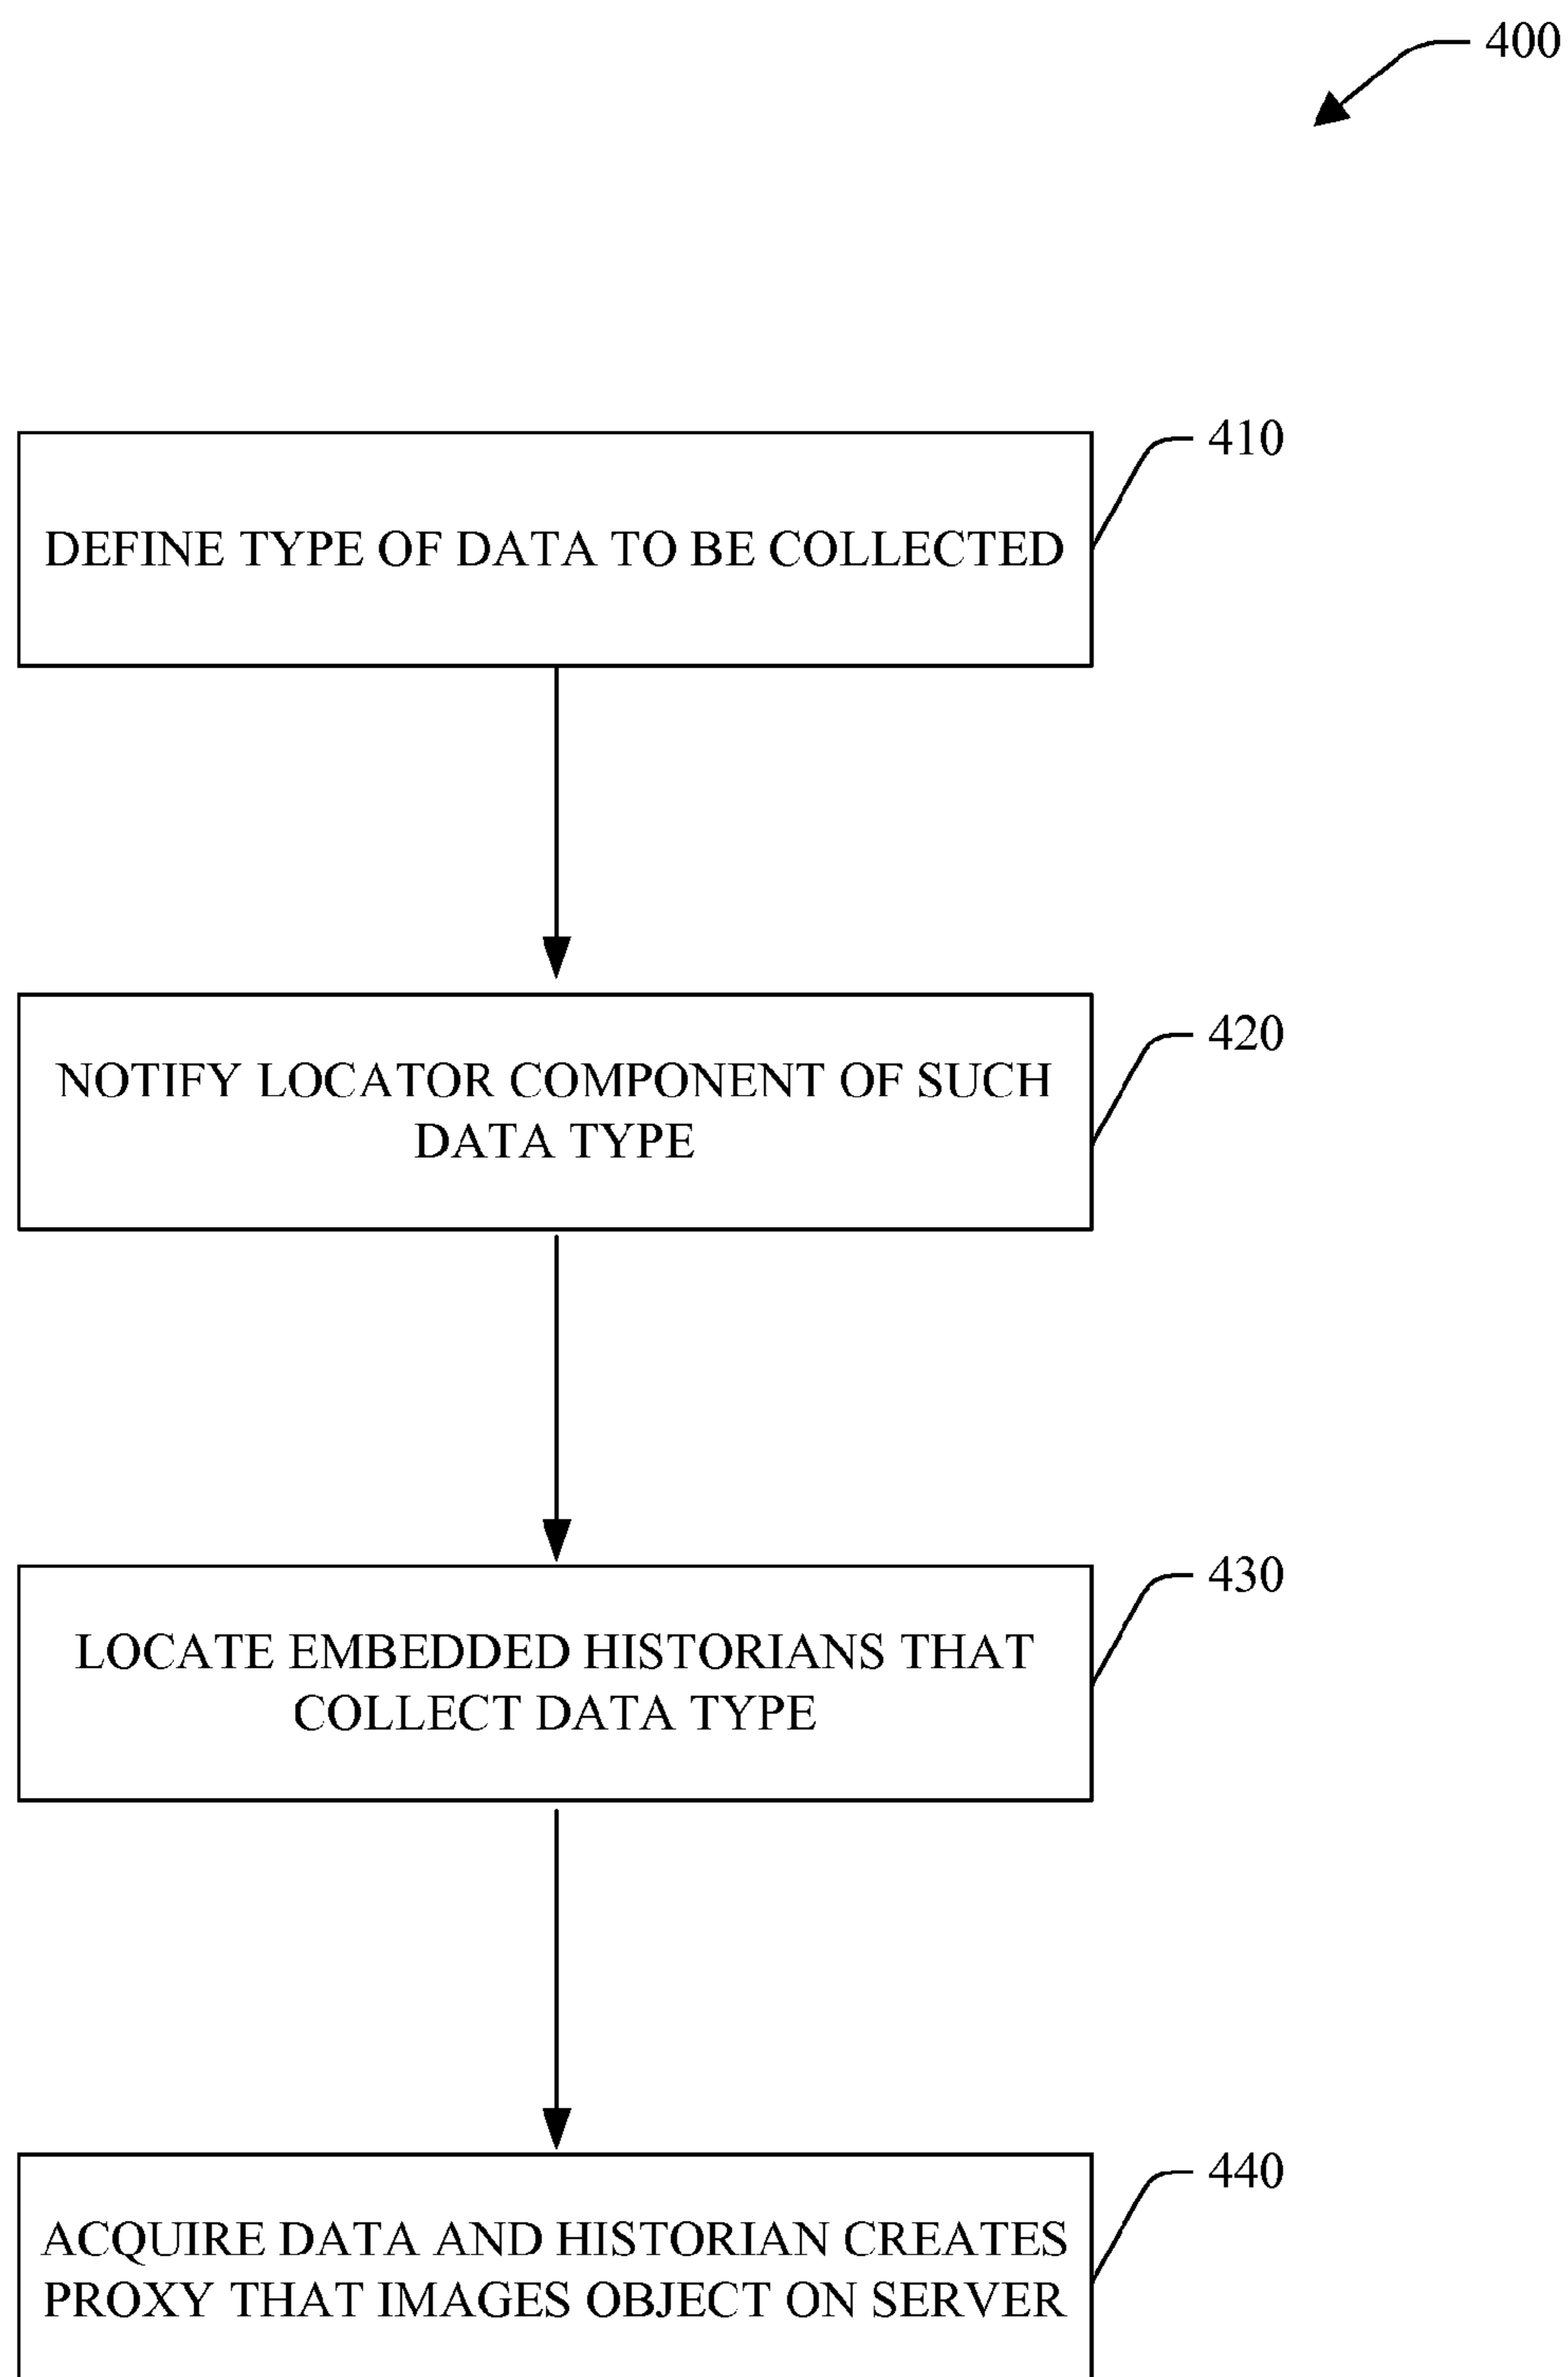 400
410
DEFINE TYPE OF DATA TO BE COLLECTED
420
NOTIFY LOCATOR COMPONENT OF SUCH
DATA TYPE
430
LOCATE EMBEDDED HISTORIANS THAT
COLLECT DATA TYPE
440
ACQUIRE DATA AND HISTORIAN CREATES
PROXY THAT IMAGES OBJECT ON SERVER